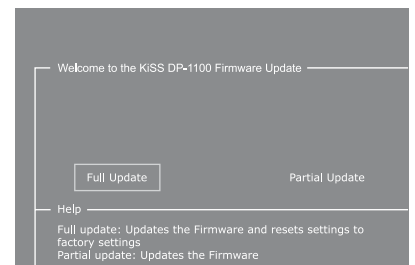 Welcome to the KiSS DP-1100 Firmware Update
Full Update
Partial Update
Help
Full update: Updates the Firmware and resets settings to
factory settings
Partial update: Updates the Firmware